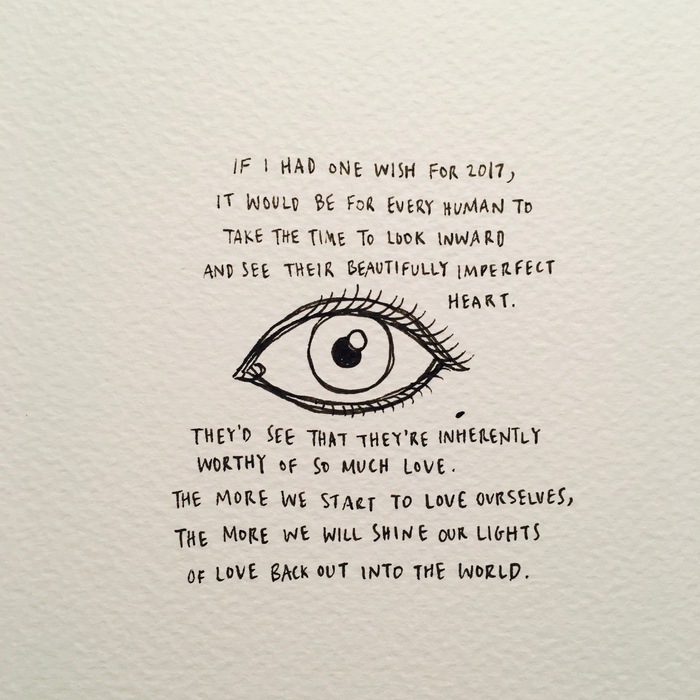 IF I HAD ONE WISH FOR 2017,
IT WOULD BE FOR EVERY HUMAN TO
TAKE THE TIME TO LOOK INWARD
AND SEE THEIR BEAUTIFULLY IMPERFECT
HEART.
THEY'D SEE THAT THEY'RE INHERENTLY
WORTHY OF SO MUCH LOVE.
THE MORE WE START TO LOVE OURSELVES,
THE MORE WE WILL SHINE OUR LIGHTS
OF LOVE BACK OUT INTO THE WORLD.